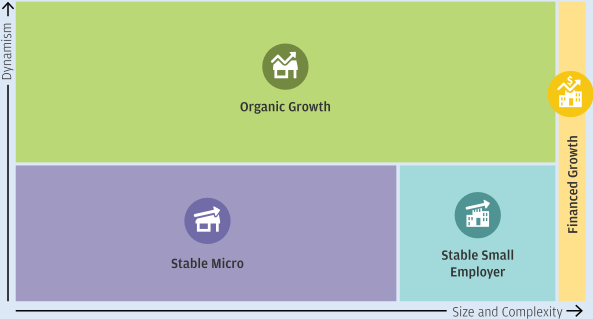 Dynamism
Organic Growth
$
Financed Growth
Stable Micro
Stable Small
Employer
Size and Complexity